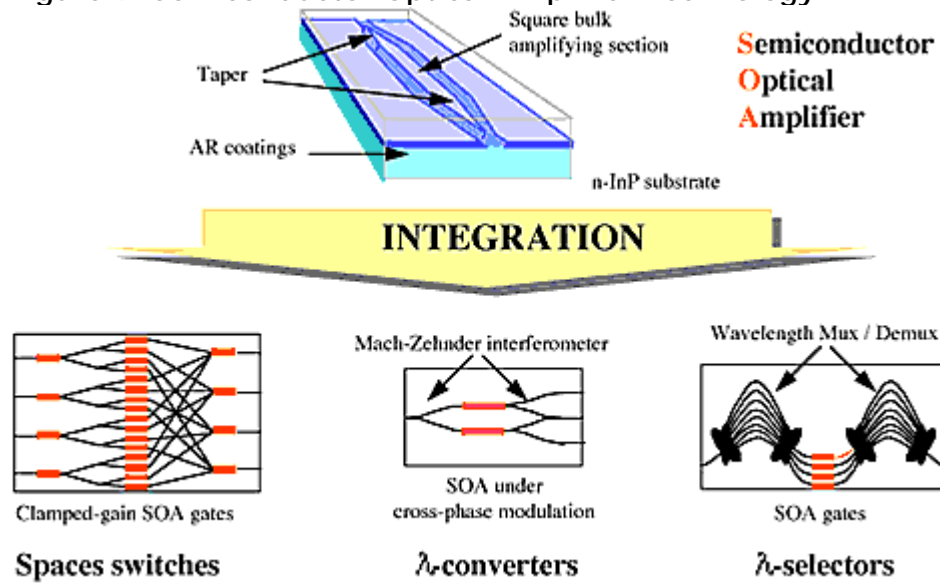 Square bulk
amplifying section
Semiconductor
Optical
Amplifier
Taper
AR coatings
n-InP substrate
INTEGRATION
Mach-Zehnder interferometer
Wavelength Mux / Demux
Clamped-gain SOA gates
SOA under
cross-phase modulation
SOA gates
Spaces switches
λ-converters
λ-selectors